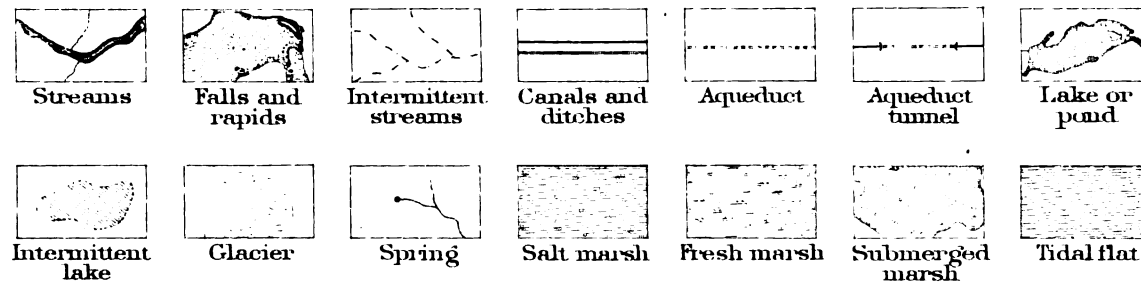 Streams
Falls and
rapids
Intermittent
streams
Canals and
ditches
Aqueduct
Aqueduct
tunnel
Lake or
pond
Intermittent
lake
Glacier
Spring
Salt marsh
Fresh marsh
Submerged
marsh
Tidal flat